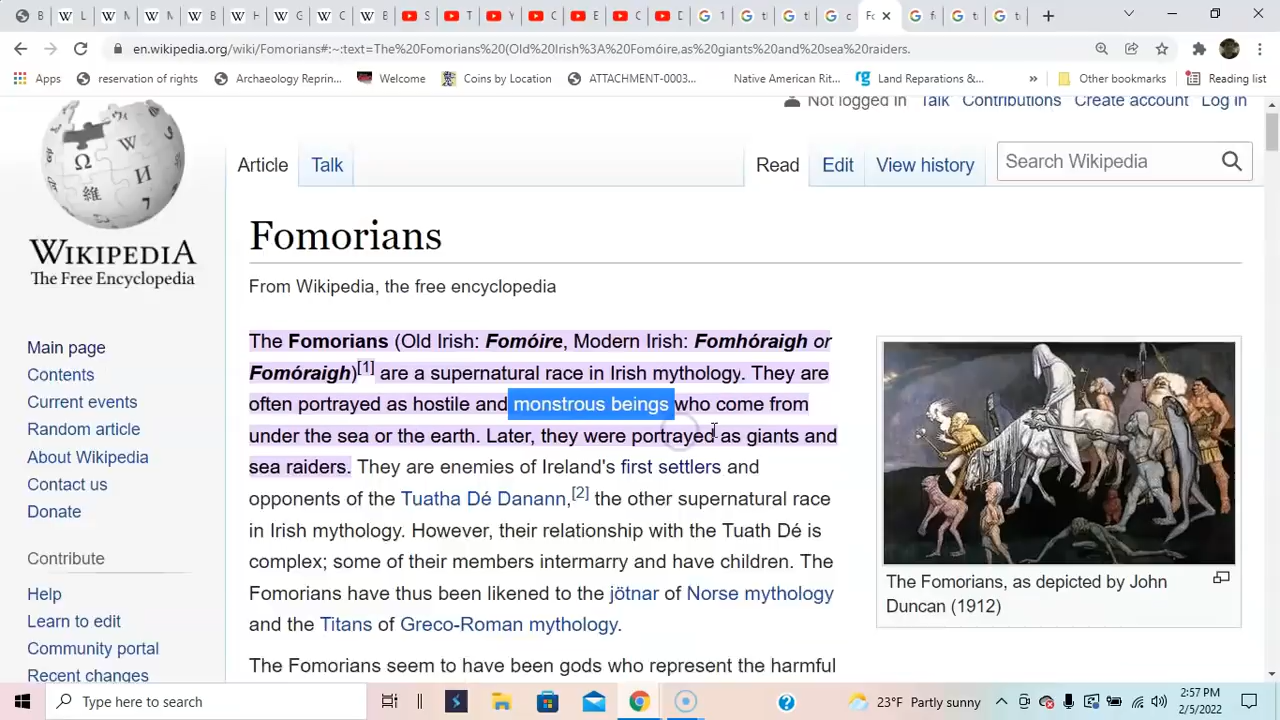 L
M
M
B
H
W
G
W
G
B
S
T
Y
C
E
C
D
1
t
c
Fo
f
t
t
en.wikipedia.org/wiki/Fomorians#:~:text=The%20Fomorians%20(Old%20Irish%3A%20Fomóire,as%20giants%20and%20sea%20raiders.
Apps reservation of rights Archaeology Reprin... Welcome Coins by Location ATTACHMENT-0003... Native American Rit... Land Reparations &... » Other bookmarks Reading list
Not logged in Talk Contributions Create account Log in
Article Talk Read Edit View history Search Wikipedia
WIKIPEDIA
The Free Encyclopedia
Main page
Contents
Current events
Random article
About Wikipedia
Contact us
Donate
Contribute
Help
Learn to edit
Community portal
Recent changes
Fomorians
From Wikipedia, the free encyclopedia
The Fomorians (Old Irish: Fomóire, Modern Irish: Fomhóraigh or
Fomóraigh)[1] are a supernatural race in Irish mythology. They are
often portrayed as hostile and monstrous beings who come from
under the sea or the earth. Later, they were portrayed as giants and
sea raiders. They are enemies of Ireland's first settlers and
opponents of the Tuatha Dé Danann,[2] the other supernatural race
in Irish mythology. However, their relationship with the Tuath Dé is
complex; some of their members intermarry and have children. The
Fomorians have thus been likened to the jötnar of Norse mythology
and the Titans of Greco-Roman mythology.
The Fomorians seem to have been gods who represent the harmful
The Fomorians, as depicted by John
Duncan (1912)
Type here to search
23°F Partly sunny
2:57 PM
2/5/2022